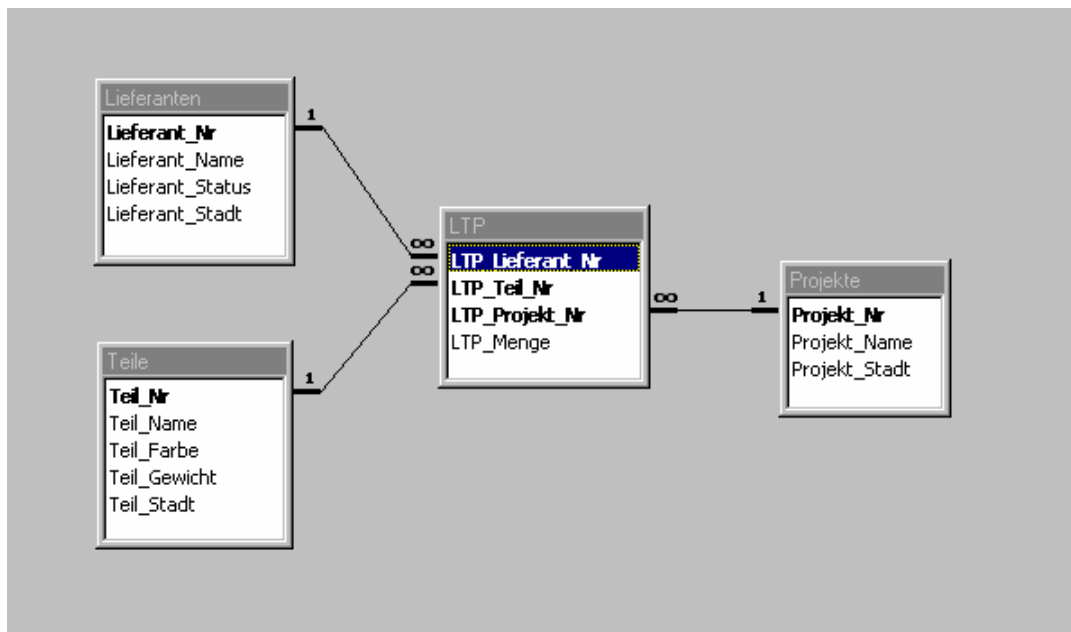 Lieferanten
Lieferant_Nr
Lieferant_Name
Lieferant_Status
Lieferant_Stadt
1
∞
LTP
LTP_Lieferant_Nr
LTP_Teil_Nr
LTP_Projekt_Nr
LTP_Menge
∞
∞
1
Projekte
Projekt_Nr
Projekt_Name
Projekt_Stadt
Teile
Teil_Nr
Teil_Name
Teil_Farbe
Teil_Gewicht
Teil_Stadt
1